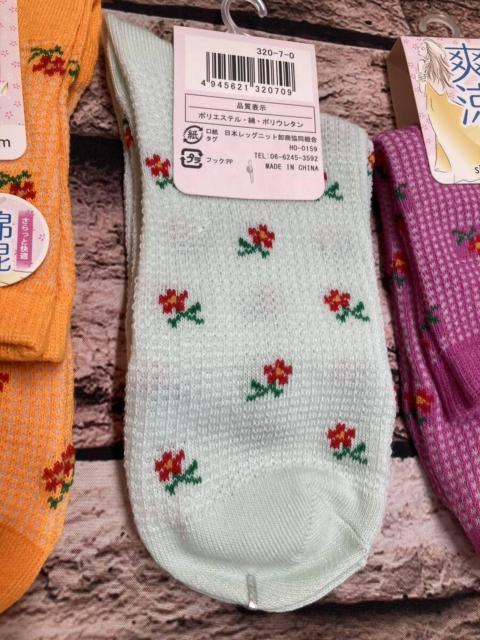 320-7-0
4 945621 320709
品質表示
ポリエステル・綿・ポリウレタン
紙 口紙 タグ 日本レッグニット卸商協同組合
HO-0159
プラ フック:PP TEL:06-6245-3592
MADE IN CHINA
綿混
さらっと快適
m
爽
涼
S